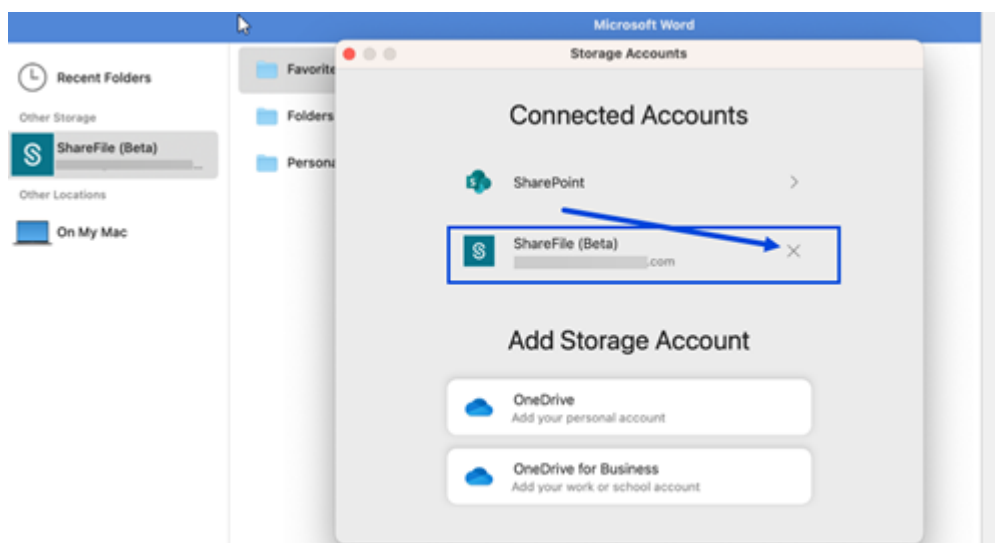 Microsoft Word
Storage Accounts
Recent Folders
Other Storage
ShareFile (Beta)
...
Other Locations
On My Mac
Favorite
Folders
Persona
Connected Accounts
SharePoint
ShareFile (Beta)
.com
Add Storage Account
OneDrive
Add your personal account
OneDrive for Business
Add your work or school account